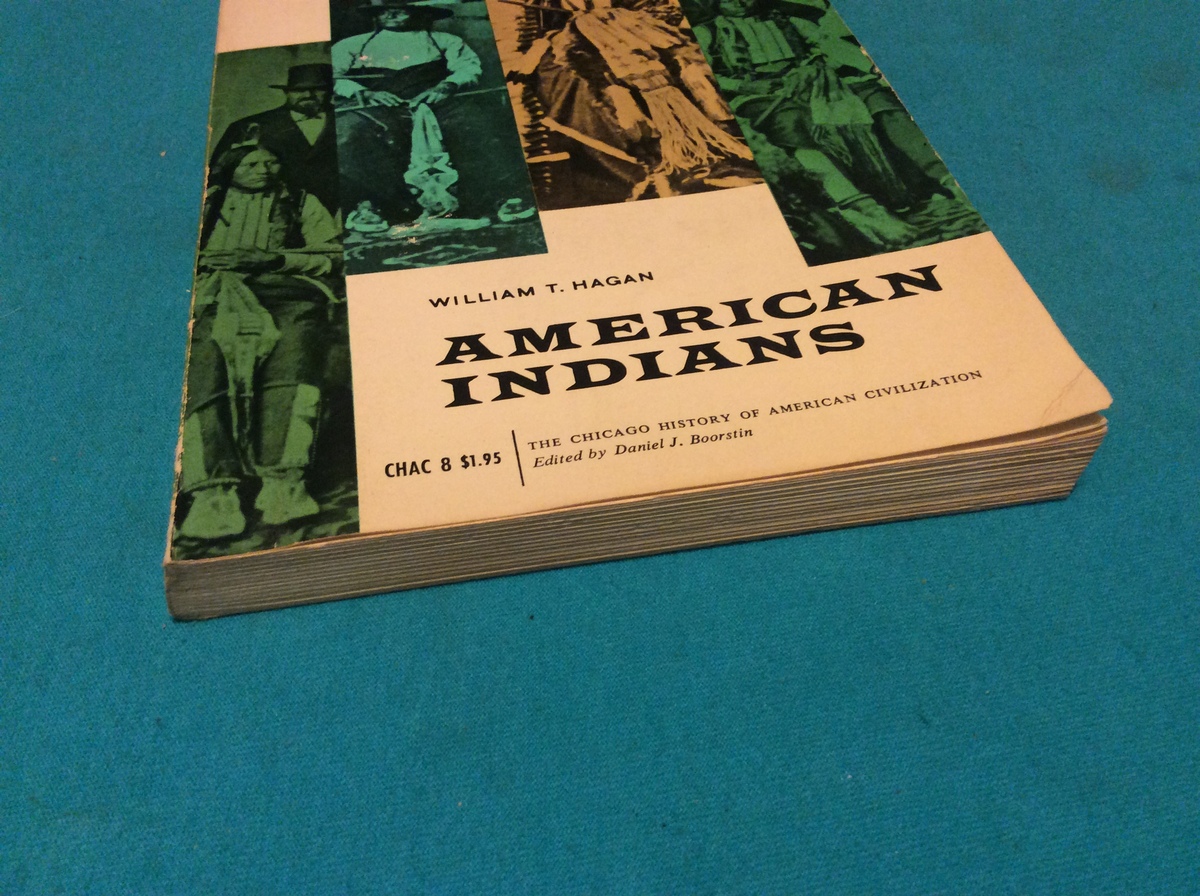 WILLIAM T. HAGAN
AMERICAN
INDIANS
CHAC 8 $1.95
THE CHICAGO HISTORY OF AMERICAN CIVILIZATION
Edited by Daniel J. Boorstin